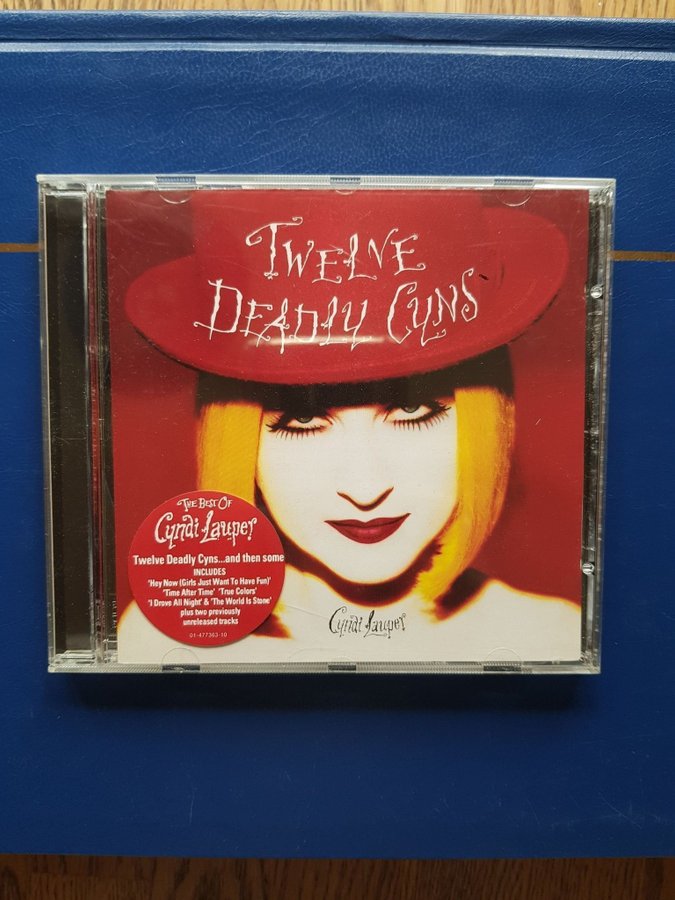 TWELVE
DEADLY CYNS
THE BEST OF
Cyndi Lauper
Twelve Deadly Cyns...and then some
INCLUDES
'Hey Now (Girls Just Want To Have Fun)'
'Time After Time' 'True Colors'
'I Drove All Night' & 'The World Is Stone'
plus two previously
unreleased tracks
01-477363-10
Cyndi Lauper